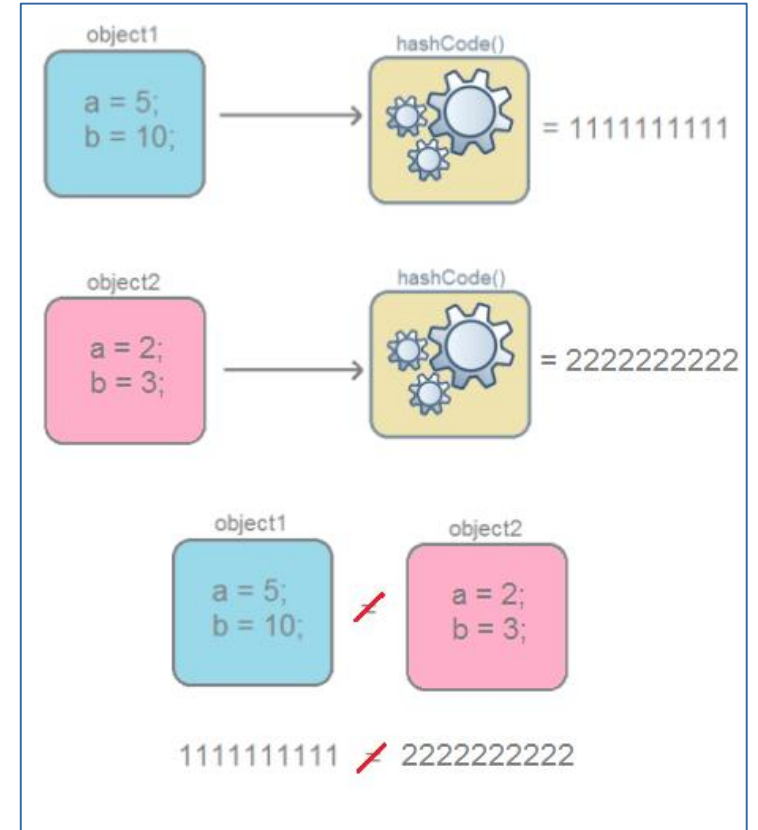 object1
hashCode()
a = 5;
b = 10;
= 1111111111
object2
hashCode()
a = 2;
b = 3;
= 2222222222
object1
object2
a = 5;
b = 10;
=
a = 2;
b = 3;
1111111111 = 2222222222